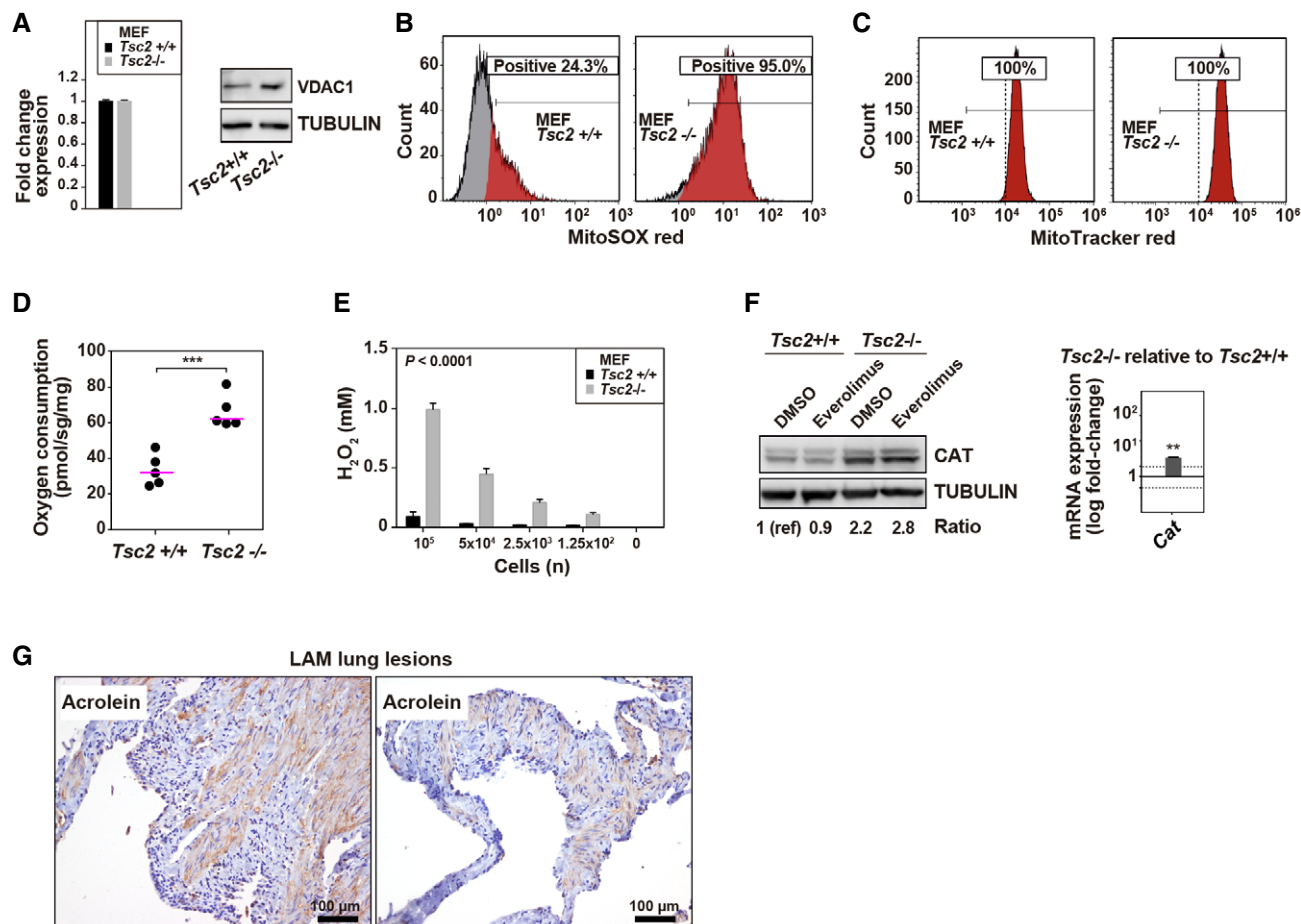 A
MEF
Tsc2 +/+
Tsc2-/-
1.2
1
0.8
0.6
0.4
0.2
0
Fold change
expression
VDAC1
TUBULIN
Tsc2+/+
Tsc2-/-
B
Positive 24.3%
Positive 95.0%
60
40
20
0
Count
MEF
Tsc2 +/+
MEF
Tsc2 -/-
10⁰ 10¹ 10² 10³
10⁰ 10¹ 10² 10³
MitoSOX red
C
100%
100%
200
150
100
50
0
Count
MEF
Tsc2 +/+
MEF
Tsc2 -/-
10³ 10⁴ 10⁵ 10⁶
10³ 10⁴ 10⁵ 10⁶
MitoTracker red
D
Oxygen consumption
(pmol/sg/mg)
100
80
60
40
20
0
***
Tsc2 +/+ Tsc2 -/-
E
H₂O₂ (mM)
1.5
1.0
0.5
0
P < 0.0001
MEF
Tsc2 +/+
Tsc2-/-
10⁵ 5x10⁴ 2.5x10³ 1.25x10² 0
Cells (n)
F
Tsc2+/+ Tsc2-/-
DMSO
Everolimus
DMSO
Everolimus
CAT
TUBULIN
1 (ref) 0.9 2.2 2.8 Ratio
Tsc2-/- relative to Tsc2+/+
mRNA expression
(log fold-change)
10²
10¹
1
**
Cat
G
LAM lung lesions
Acrolein
100 µm
Acrolein
100 µm